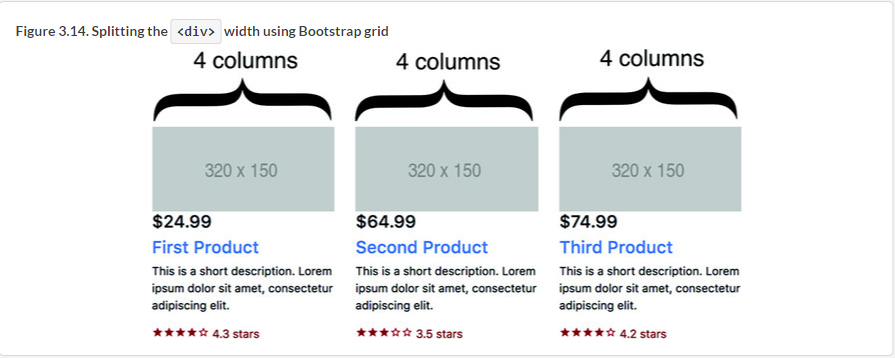 Figure 3.14. Splitting the <div> width using Bootstrap grid
4 columns
4 columns
4 columns
320 x 150
320 x 150
320 x 150
$24.99
First Product
This is a short description. Lorem
ipsum dolor sit amet, consectetur
adipiscing elit.
★★★★☆ 4.3 stars
$64.99
Second Product
This is a short description. Lorem
ipsum dolor sit amet, consectetur
adipiscing elit.
★★★☆☆ 3.5 stars
$74.99
Third Product
This is a short description. Lorem
ipsum dolor sit amet, consectetur
adipiscing elit.
★★★★☆ 4.2 stars